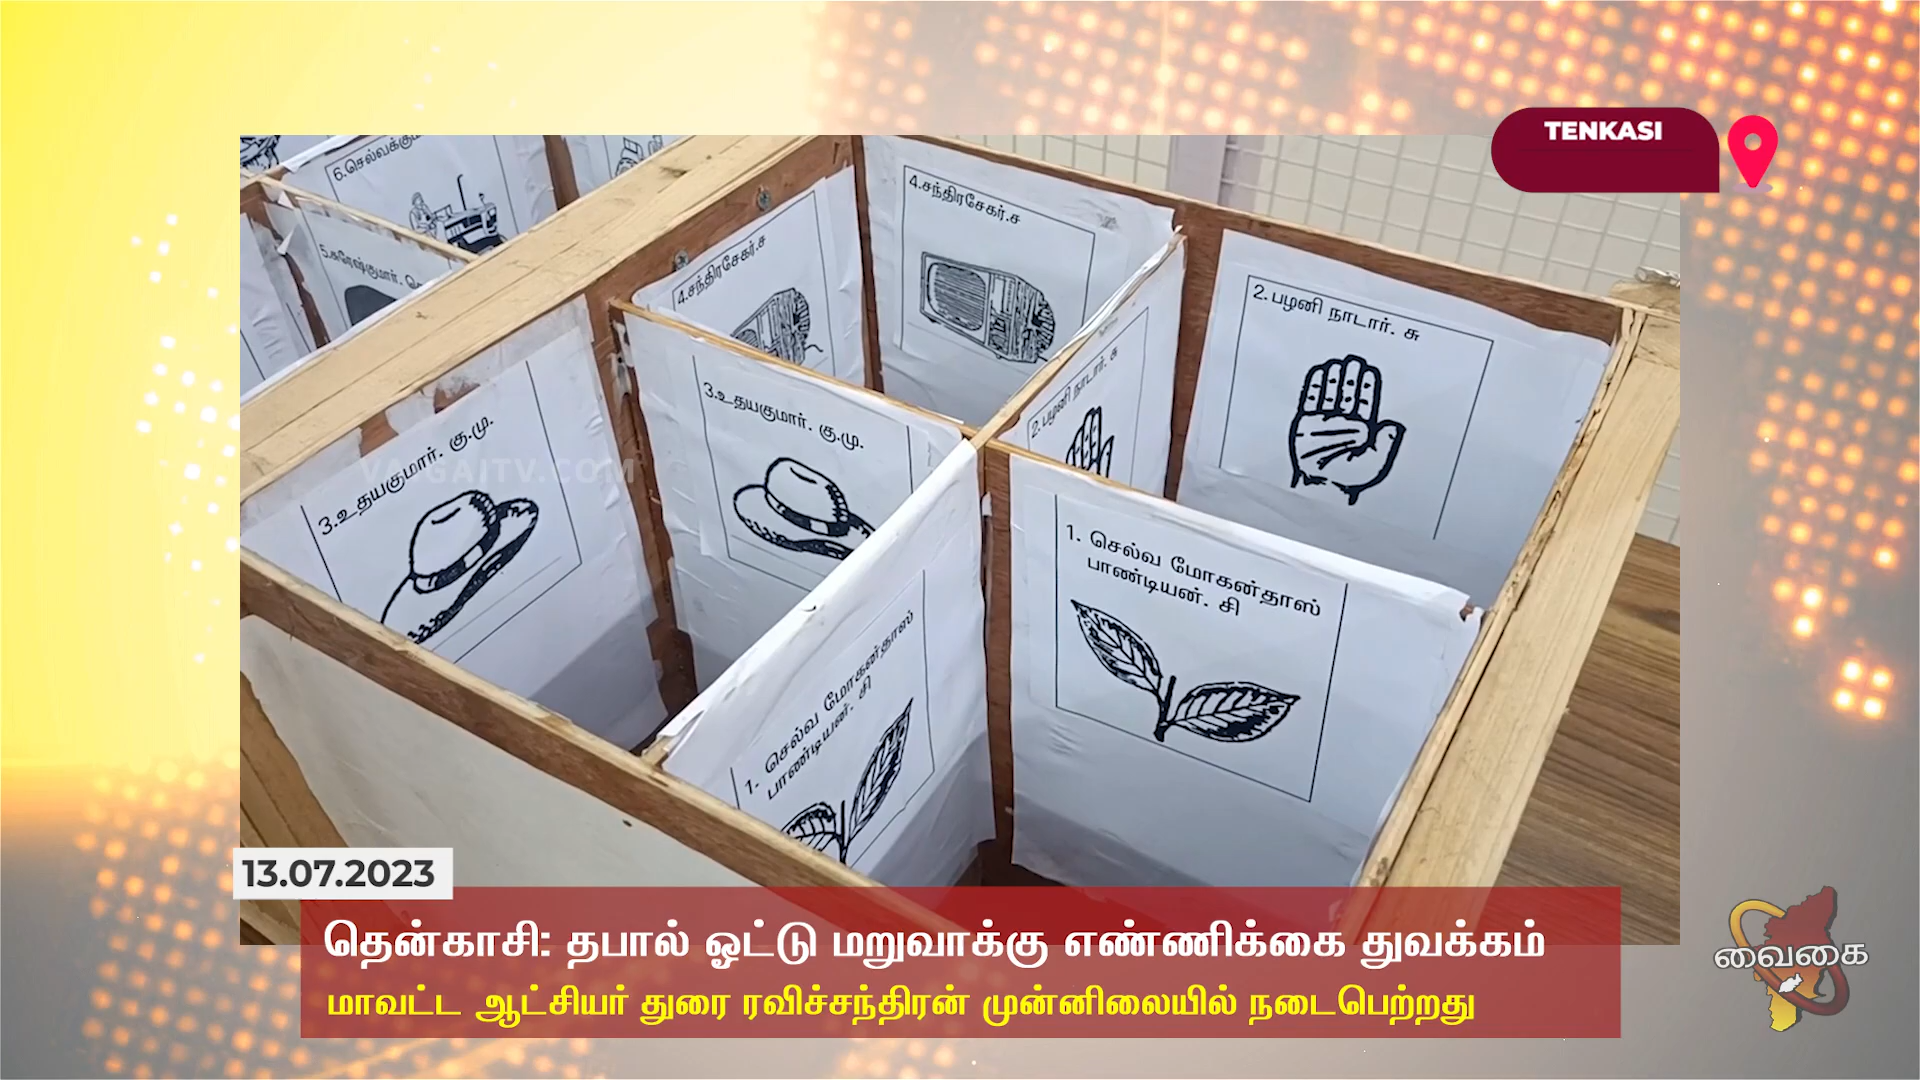 TENKASI
6.செல்வக்கு
5.சுரேஷ்குமார்.
4.சந்திரசேகர்.ச
4.சந்திரசேகர்.ச
2. பழனி நாடார். சு
2. பழனி நாடார். சு
3.உதயகுமார். கு.மு.
3.உதயகுமார். கு.மு.
VAIGAITV.COM
1. செல்வ மோகன்தாஸ்
பாண்டியன். சி
1. செல்வ மோகன்தாஸ்
பாண்டியன். சி
13.07.2023
தென்காசி: தபால் ஓட்டு மறுவாக்கு எண்ணிக்கை துவக்கம்
மாவட்ட ஆட்சியர் துரை ரவிச்சந்திரன் முன்னிலையில் நடைபெற்றது
வைகை